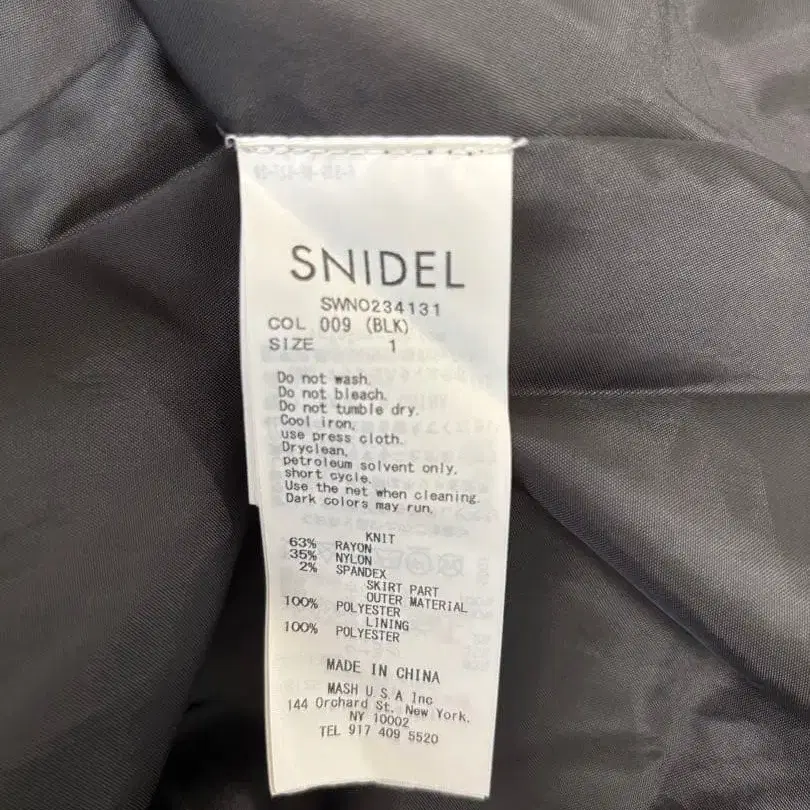 SNIDEL
SWNO234131
COL 009 (BLK)
SIZE 1
Do not wash.
Do not bleach.
Do not tumble dry.
Cool iron,
use press cloth.
Dryclean,
petroleum solvent only,
short cycle.
Use the net when cleaning.
Dark colors may run.
KNIT
63% RAYON
35% NYLON
2% SPANDEX
SKIRT PART
OUTER MATERIAL
100% POLYESTER
LINING
100% POLYESTER
MADE IN CHINA
MASH U.S.A Inc
144 Orchard St. New York.
NY 10002
TEL 917 409 5520